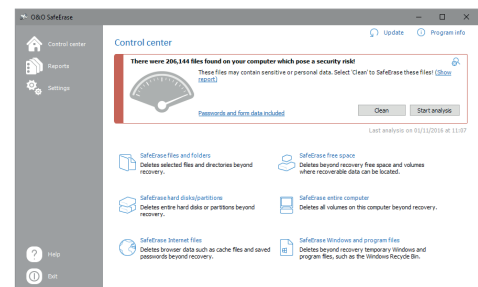 O&O SafeErase
Update
Program info
Control center
Reports
Settings
Help
Exit
Control center
There were 206,144 files found on your computer which pose a security risk!
These files may contain sensitive or personal data. Select 'Clean' to SafeErase these files! (Show
report)
Passwords and form data included
Clean
Start analysis
Last analysis on 01/11/2016 at 11:07
SafeErase files and folders
Deletes selected files and directories beyond
recovery.
SafeErase free space
Deletes beyond recovery free space and volumes
where recoverable data can be located.
SafeErase hard disks/partitions
Deletes entire hard disks or partitions beyond
recovery.
SafeErase entire computer
Deletes all volumes on this computer beyond recovery.
SafeErase Internet files
Deletes browser data such as cache files and saved
passwords beyond recovery.
SafeErase Windows and program files
Deletes beyond recovery temporary Windows and
program files, such as the Windows Recycle Bin.